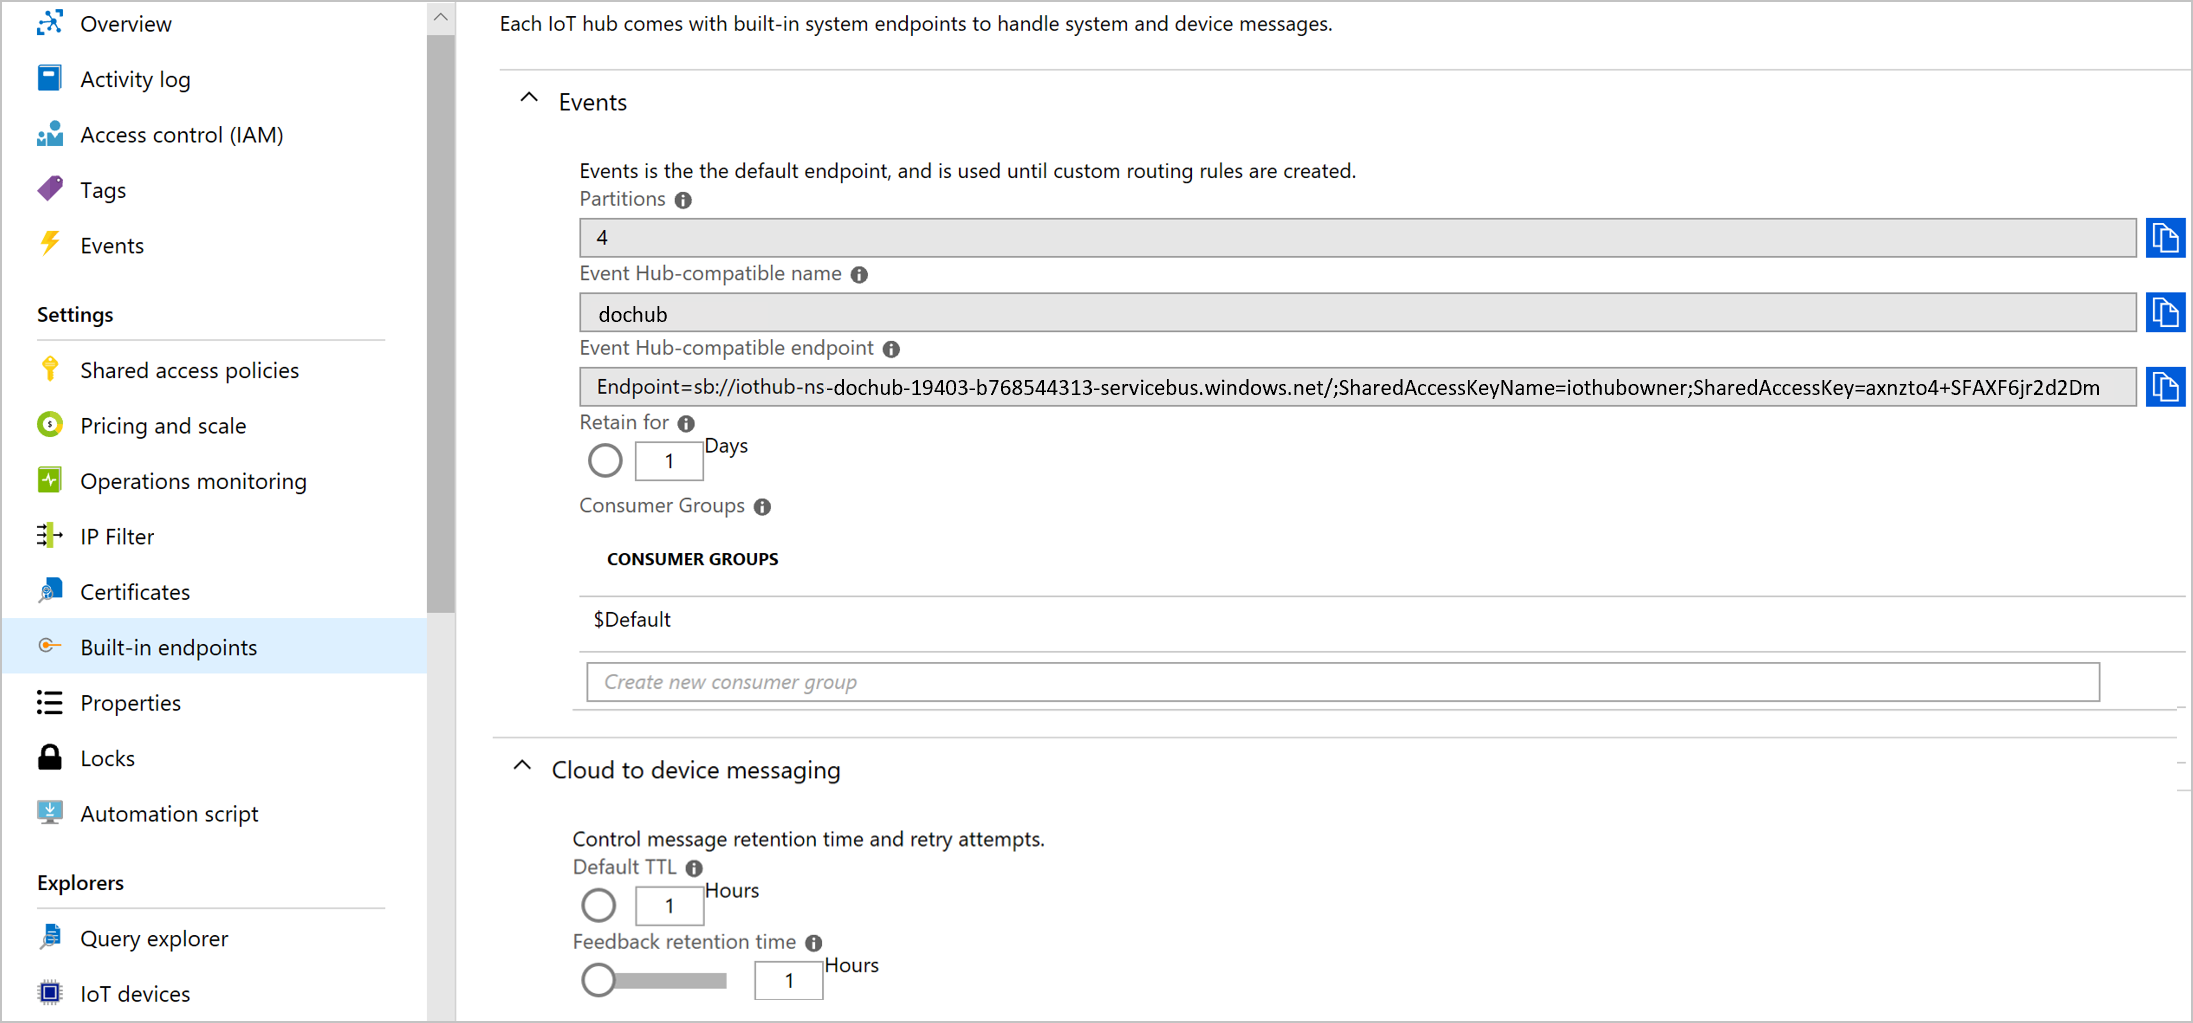 Overview
Activity log
Access control (IAM)
Tags
Events
Settings
Shared access policies
Pricing and scale
Operations monitoring
IP Filter
Certificates
Built-in endpoints
Properties
Locks
Automation script
Explorers
Query explorer
IoT devices
Each IoT hub comes with built-in system endpoints to handle system and device messages.
Events
Events is the the default endpoint, and is used until custom routing rules are created.
Partitions
4
Event Hub-compatible name
dochub
Event Hub-compatible endpoint
Endpoint=sb://iothub-ns-dochub-19403-b768544313-servicebus.windows.net/;SharedAccessKeyName=iothubowner;SharedAccessKey=axnzto4+SFAXF6jr2d2Dm
Retain for
1 Days
Consumer Groups
CONSUMER GROUPS
$Default
Create new consumer group
Cloud to device messaging
Control message retention time and retry attempts.
Default TTL
1 Hours
Feedback retention time
1 Hours